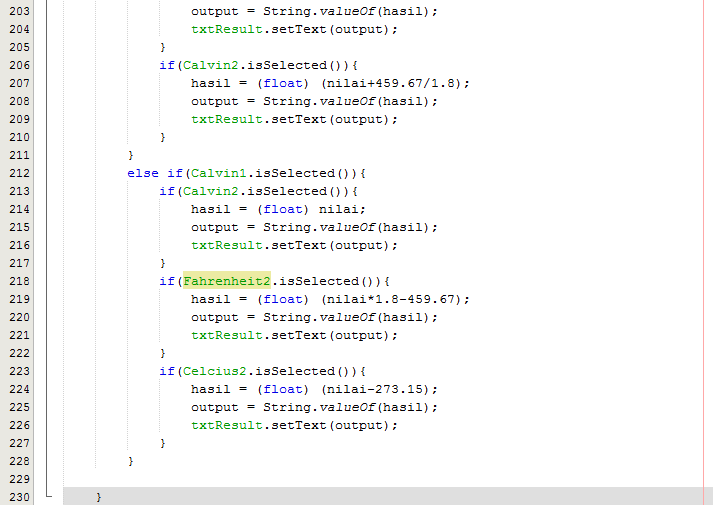 203 output = String.valueOf(hasil);
204 txtResult.setText(output);
205 }
206 if(Calvin2.isSelected()){
207 hasil = (float) (nilai+459.67/1.8);
208 output = String.valueOf(hasil);
209 txtResult.setText(output);
210 }
211 }
212 else if(Calvin1.isSelected()){
213 if(Calvin2.isSelected()){
214 hasil = (float) nilai;
215 output = String.valueOf(hasil);
216 txtResult.setText(output);
217 }
218 if(Fahrenheit2.isSelected()){
219 hasil = (float) (nilai*1.8-459.67);
220 output = String.valueOf(hasil);
221 txtResult.setText(output);
222 }
223 if(Celcius2.isSelected()){
224 hasil = (float) (nilai-273.15);
225 output = String.valueOf(hasil);
226 txtResult.setText(output);
227 }
228 }
229
230 }